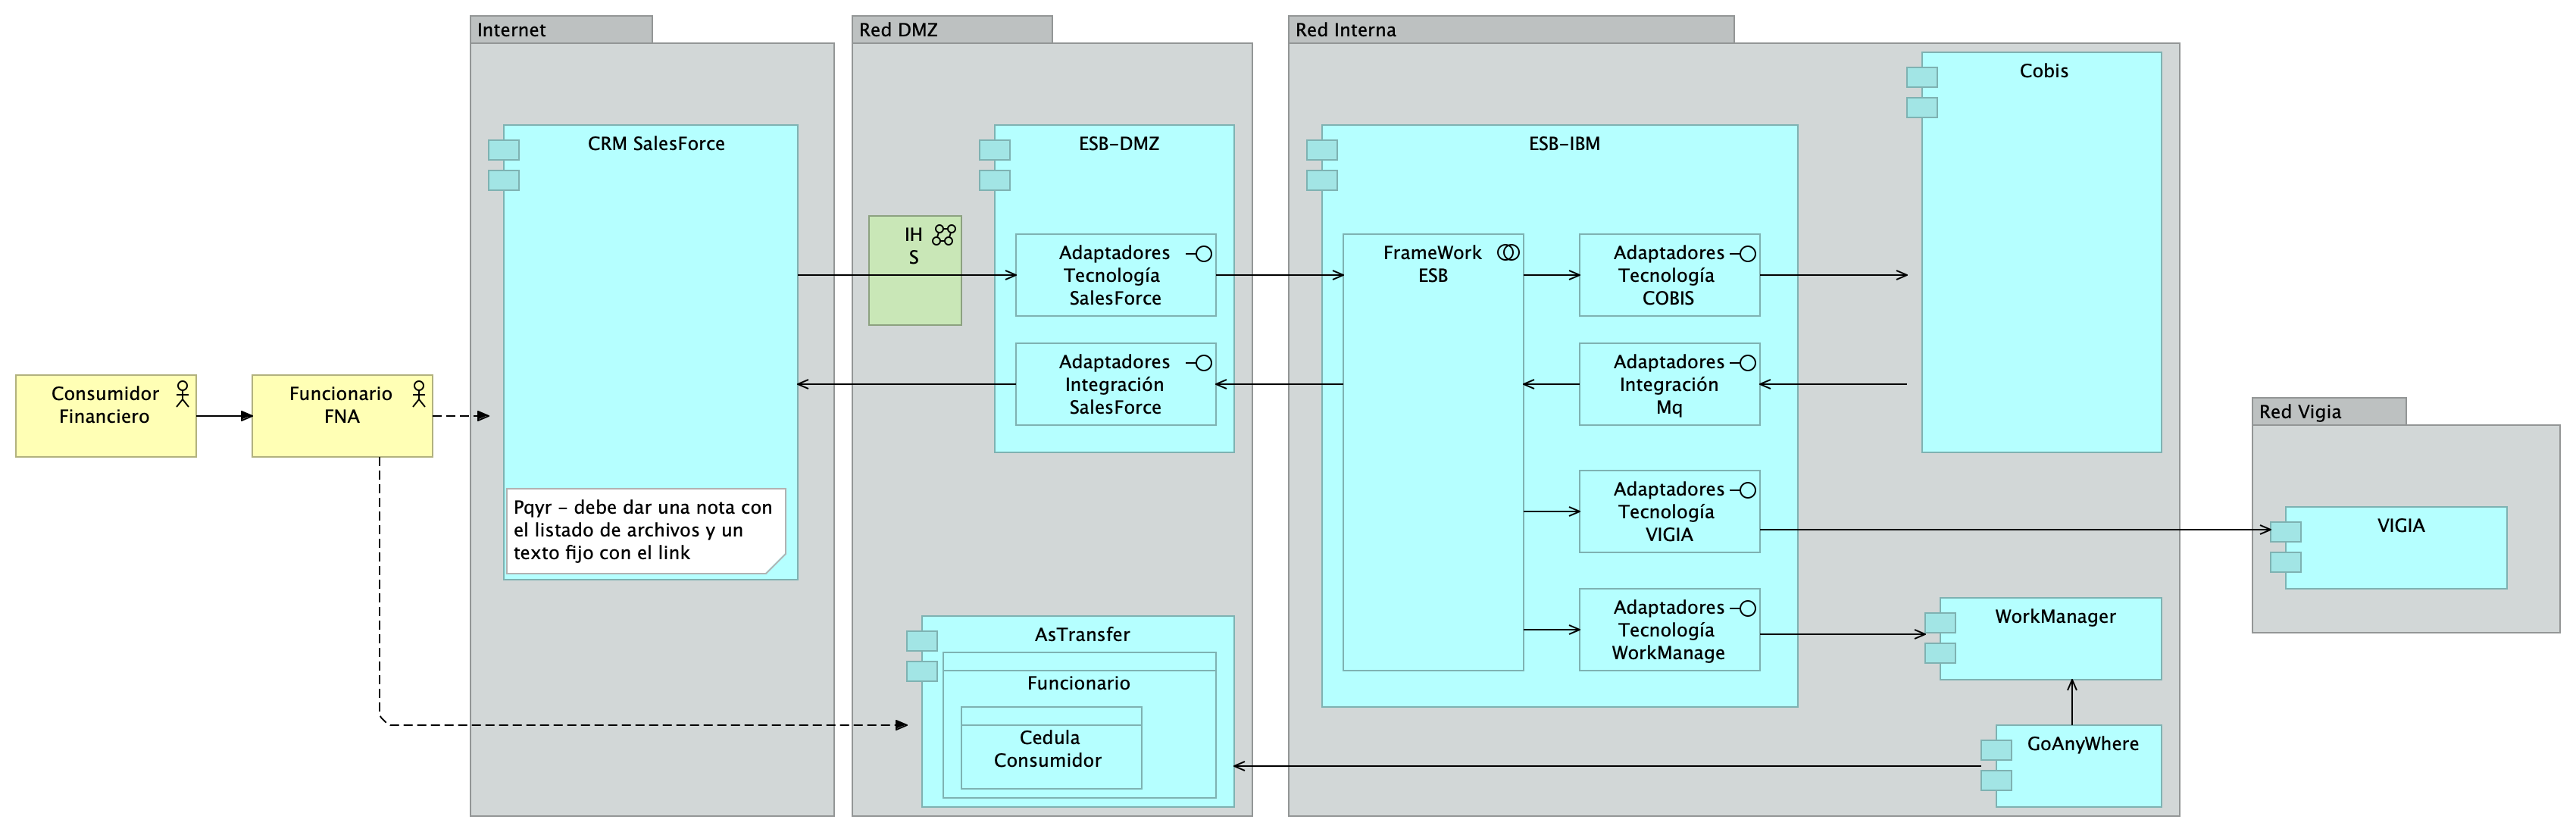 Internet
Red DMZ
Red Interna
Cobis
CRM SalesForce
ESB-DMZ
ESB-IBM
IH
S
Adaptadores
Tecnología
SalesForce
FrameWork
ESB
Adaptadores
Tecnología
COBIS
Adaptadores
Integración
SalesForce
Adaptadores
Integración
Mq
Consumidor
Financiero
Funcionario
FNA
Red Vigia
Pqyr - debe dar una nota con
el listado de archivos y un
texto fijo con el link
Adaptadores
Tecnología
VIGIA
VIGIA
AsTransfer
Funcionario
Cedula
Consumidor
Adaptadores
Tecnología
WorkManage
WorkManager
GoAnyWhere